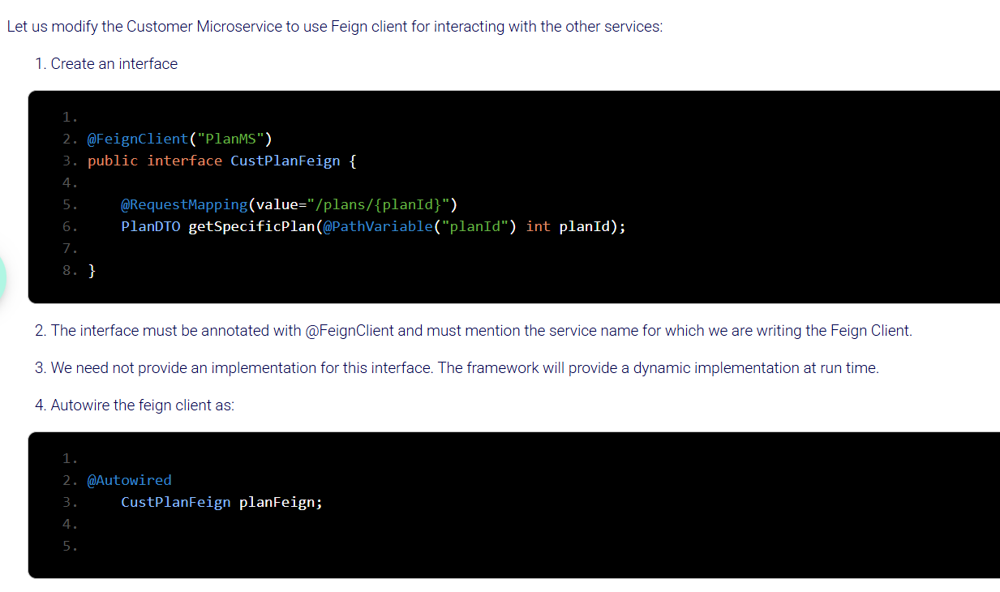 Let us modify the Customer Microservice to use Feign client for interacting with the other services:
1. Create an interface
1.
2. @FeignClient("PlanMS")
3. public interface CustPlanFeign {
4.
5. @RequestMapping(value="/plans/{planId}")
6. PlanDTO getSpecificPlan(@PathVariable("planId") int planId);
7.
8. }
2. The interface must be annotated with @FeignClient and must mention the service name for which we are writing the Feign Client.
3. We need not provide an implementation for this interface. The framework will provide a dynamic implementation at run time.
4. Autowire the feign client as:
1.
2. @Autowired
3. CustPlanFeign planFeign;
4.
5.